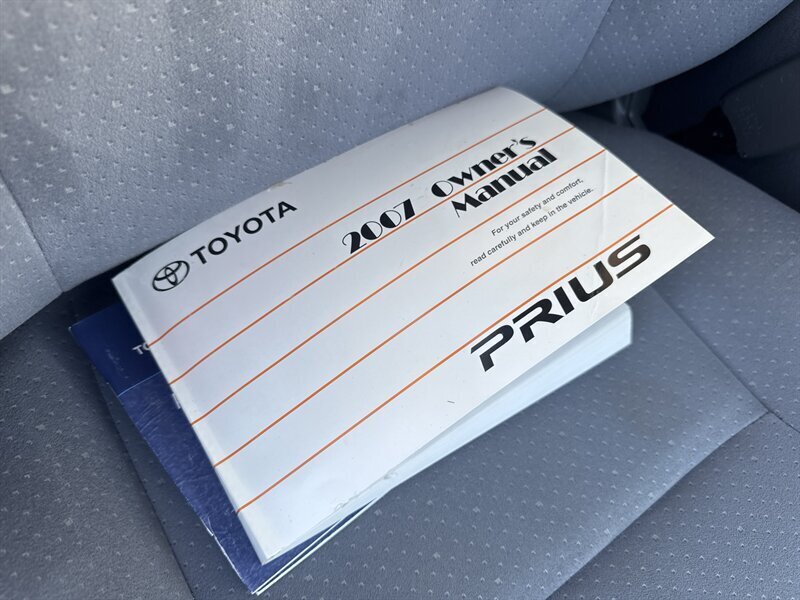 TOYOTA
2007 Owner's
Manual
For your safety and comfort,
read carefully and keep in the vehicle.
PRIUS